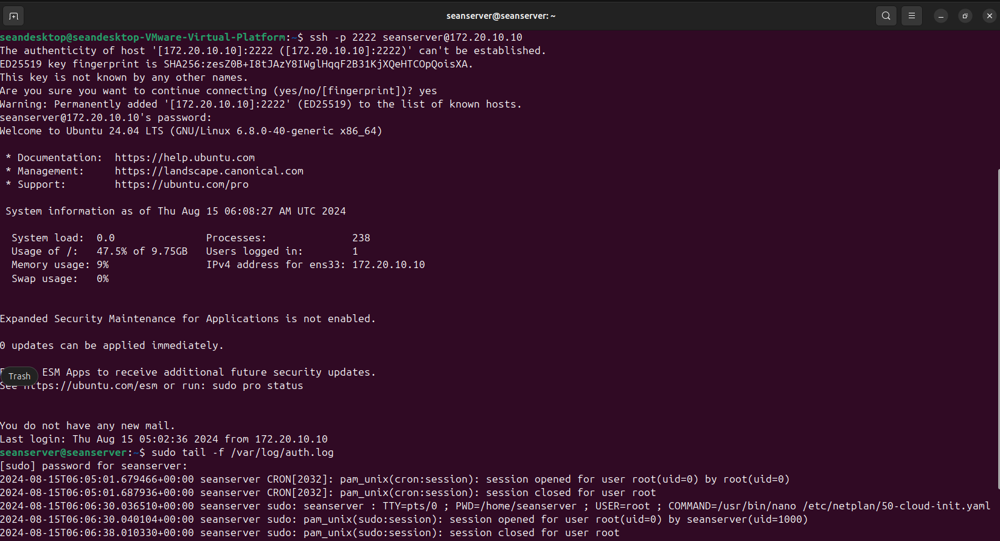 seanserver@seanserver: ~
seandesktop@seandesktop-VMware-Virtual-Platform:~$ ssh -p 2222 seanserver@172.20.10.10
The authenticity of host '[172.20.10.10]:2222 ([172.20.10.10]:2222)' can't be established.
ED25519 key fingerprint is SHA256:zesZ0B+I8tJAzY8IWglHqqF2B31KjXQeHTCOpQoisXA.
This key is not known by any other names.
Are you sure you want to continue connecting (yes/no/[fingerprint])? yes
Warning: Permanently added '[172.20.10.10]:2222' (ED25519) to the list of known hosts.
seanserver@172.20.10.10's password:
Welcome to Ubuntu 24.04 LTS (GNU/Linux 6.8.0-40-generic x86_64)
* Documentation:  https://help.ubuntu.com
* Management:     https://landscape.canonical.com
* Support:        https://ubuntu.com/pro
System information as of Thu Aug 15 06:08:27 AM UTC 2024
System load:  0.0               Processes:              238
Usage of /:   47.5% of 9.75GB   Users logged in:        1
Memory usage: 9%                IPv4 address for ens33: 172.20.10.10
Swap usage:   0%
Expanded Security Maintenance for Applications is not enabled.
0 updates can be applied immediately.
ESM Apps to receive additional future security updates.
Trash
See https://ubuntu.com/esm or run: sudo pro status
You do not have any new mail.
Last login: Thu Aug 15 05:02:36 2024 from 172.20.10.10
seanserver@seanserver:~$ sudo tail -f /var/log/auth.log
[sudo] password for seanserver:
2024-08-15T06:05:01.679466+00:00 seanserver CRON[2032]: pam_unix(cron:session): session opened for user root(uid=0) by root(uid=0)
2024-08-15T06:05:01.687936+00:00 seanserver CRON[2032]: pam_unix(cron:session): session closed for user root
2024-08-15T06:06:30.036510+00:00 seanserver sudo: seanserver : TTY=pts/0 ; PWD=/home/seanserver ; USER=root ; COMMAND=/usr/bin/nano /etc/netplan/50-cloud-init.yaml
2024-08-15T06:06:30.040104+00:00 seanserver sudo: pam_unix(sudo:session): session opened for user root(uid=0) by seanserver(uid=1000)
2024-08-15T06:06:38.010330+00:00 seanserver sudo: pam_unix(sudo:session): session closed for user root